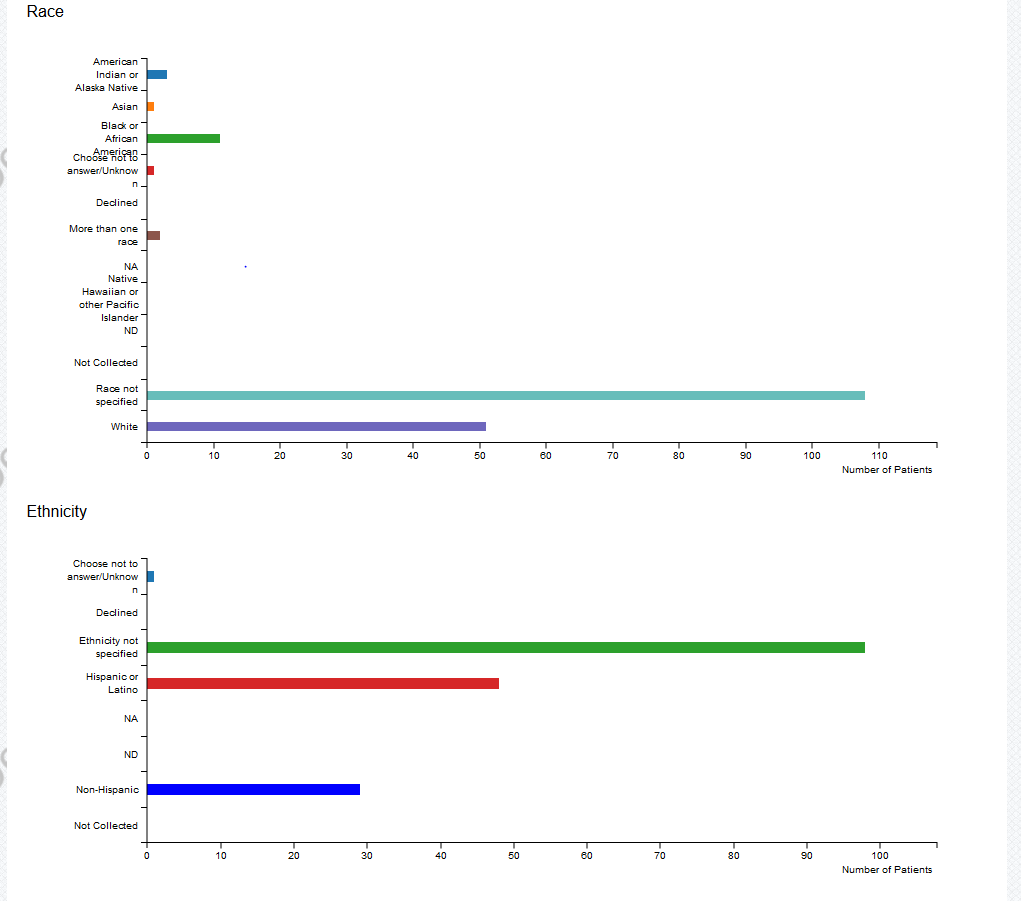 Race
American
Indian or
Alaska Native
Asian
Black or
African
American
Choose not to
answer/Unknow
n
Declined
More than one
race
NA
Native
Hawaiian or
other Pacific
Islander
ND
Not Collected
Race not
specified
White
0 10 20 30 40 50 60 70 80 90 100 110
Number of Patients
Ethnicity
Choose not to
answer/Unknow
n
Declined
Ethnicity not
specified
Hispanic or
Latino
NA
ND
Non-Hispanic
Not Collected
0 10 20 30 40 50 60 70 80 90 100
Number of Patients